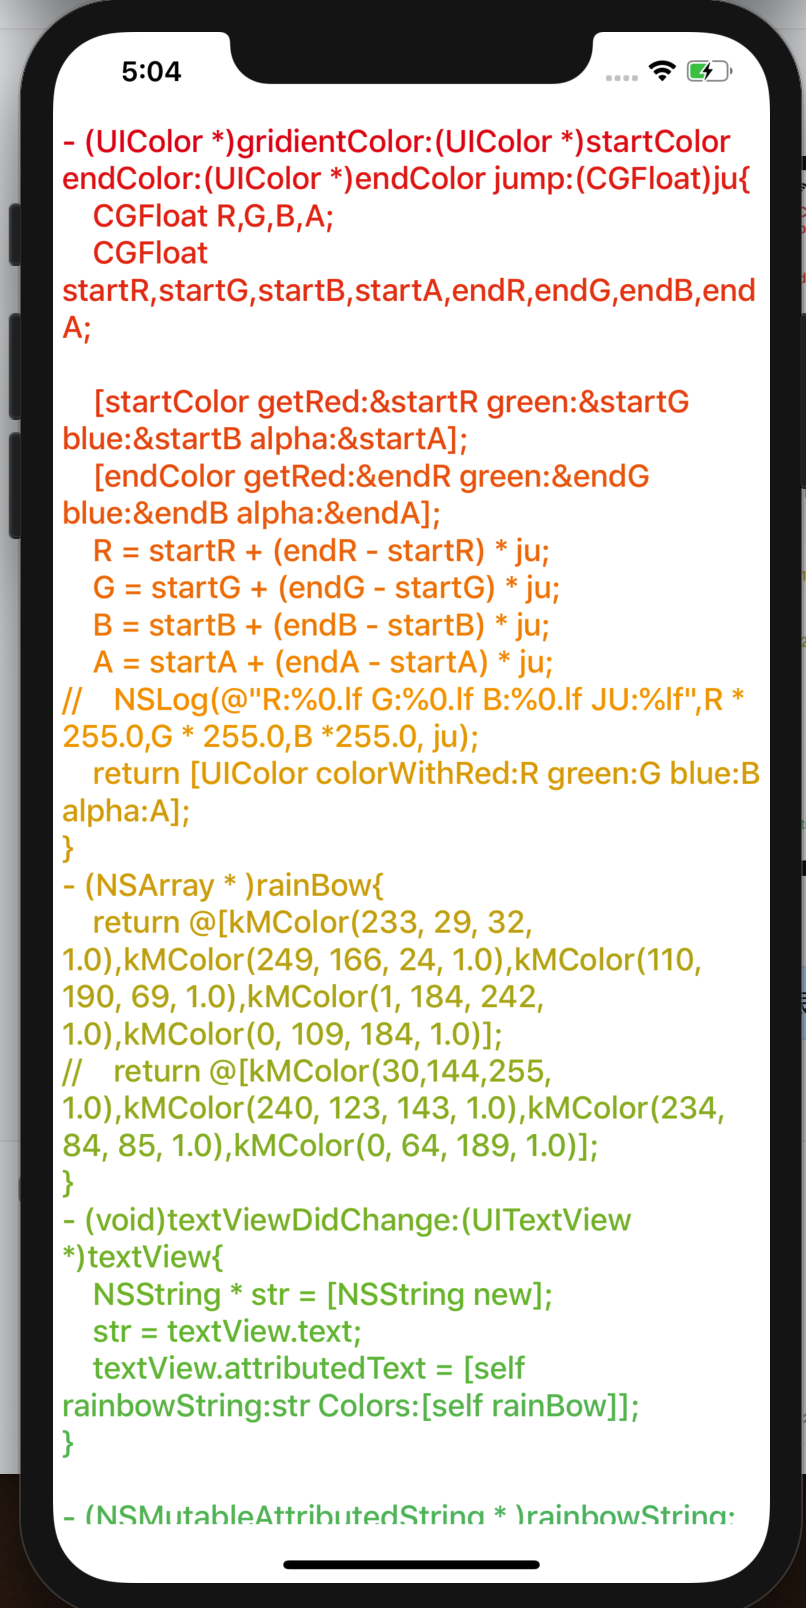 5:04
- (UIColor *)gridientColor:(UIColor *)startColor
endColor:(UIColor *)endColor jump:(CGFloat)ju{
    CGFloat R,G,B,A;
    CGFloat
startR,startG,startB,startA,endR,endG,endB,end
A;
    [startColor getRed:&startR green:&startG
blue:&startB alpha:&startA];
    [endColor getRed:&endR green:&endG
blue:&endB alpha:&endA];
    R = startR + (endR - startR) * ju;
    G = startG + (endG - startG) * ju;
    B = startB + (endB - startB) * ju;
    A = startA + (endA - startA) * ju;
//    NSLog(@"R:%0.lf G:%0.lf B:%0.lf JU:%lf",R *
255.0,G * 255.0,B *255.0, ju);
    return [UIColor colorWithRed:R green:G blue:B
alpha:A];
}
- (NSArray * )rainBow{
    return @[kMColor(233, 29, 32,
1.0),kMColor(249, 166, 24, 1.0),kMColor(110,
190, 69, 1.0),kMColor(1, 184, 242,
1.0),kMColor(0, 109, 184, 1.0)];
//    return @[kMColor(30,144,255,
1.0),kMColor(240, 123, 143, 1.0),kMColor(234,
84, 85, 1.0),kMColor(0, 64, 189, 1.0)];
}
- (void)textViewDidChange:(UITextView
*)textView{
    NSString * str = [NSString new];
    str = textView.text;
    textView.attributedText = [self
rainbowString:str Colors:[self rainBow]];
}
- (NSMutableAttributedString * )rainbowString: